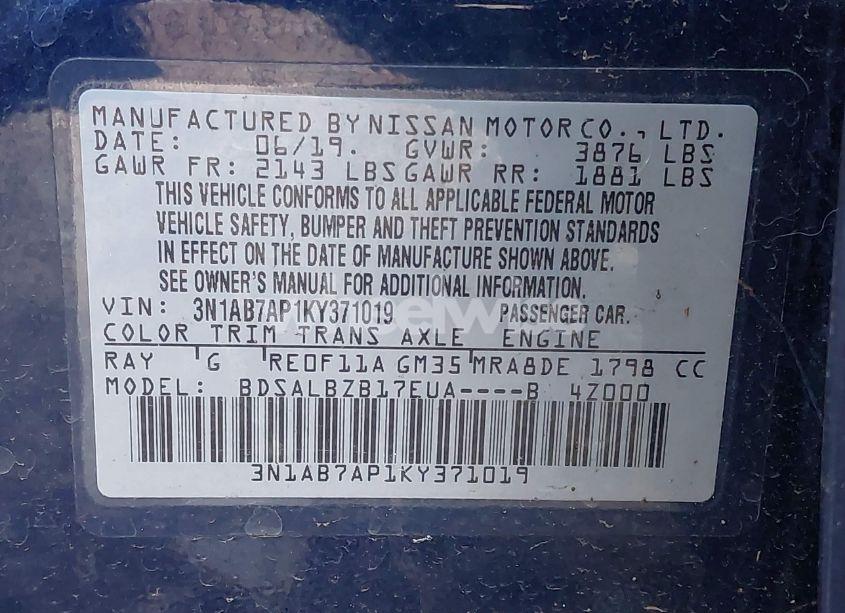 MANUFACTURED BY NISSAN MOTOR CO., LTD.
DATE: 06/19. GVWR: 3876 LBS
GAWR FR: 2143 LBS GAWR RR: 1881 LBS
THIS VEHICLE CONFORMS TO ALL APPLICABLE FEDERAL MOTOR
VEHICLE SAFETY, BUMPER AND THEFT PREVENTION STANDARDS
IN EFFECT ON THE DATE OF MANUFACTURE SHOWN ABOVE.
SEE OWNER'S MANUAL FOR ADDITIONAL INFORMATION.
VIN: 3N1AB7AP1KY371019 PASSENGER CAR.
COLOR TRIM TRANS AXLE ENGINE
RAY G RE0F11A GM35 MRA8DE 1798 CC
MODEL: BDSALBZB17EUA----B 4Z000
3N1AB7AP1KY371019